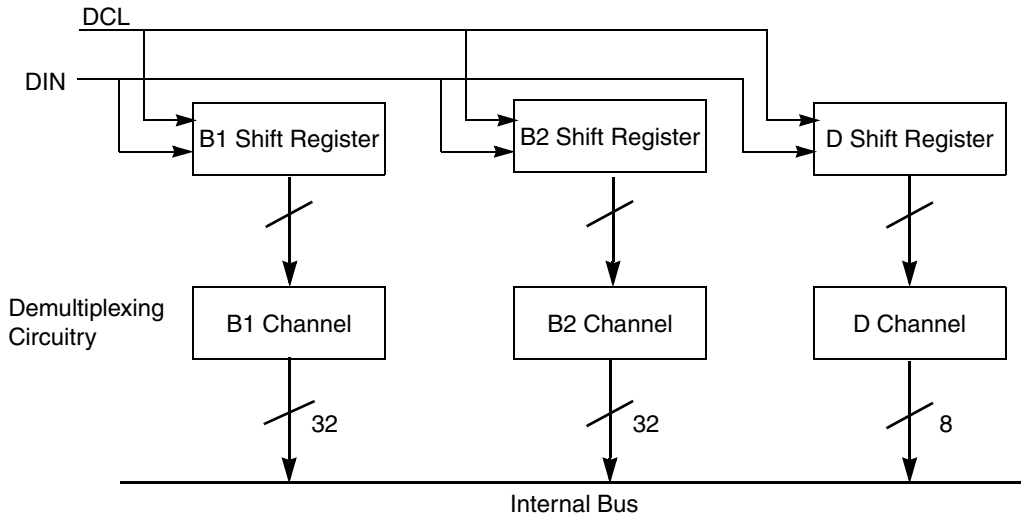 DCL
DIN
B1 Shift Register
B2 Shift Register
D Shift Register
Demultiplexing
Circuitry
B1 Channel
B2 Channel
D Channel
32
32
8
Internal Bus